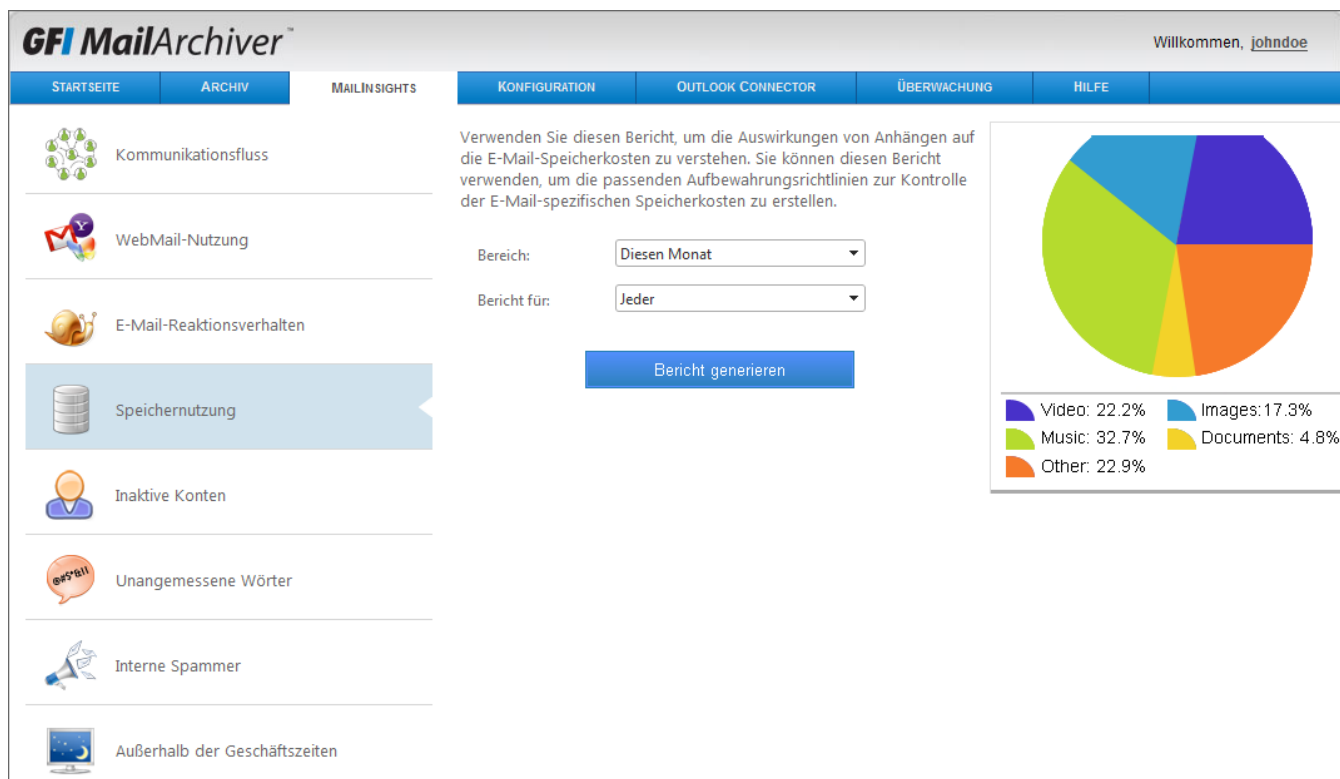 GFI MailArchiver™
Willkommen, johndoe
STARTSEITE
ARCHIV
MAILINSIGHTS
KONFIGURATION
OUTLOOK CONNECTOR
ÜBERWACHUNG
HILFE
Kommunikationsfluss
WebMail-Nutzung
E-Mail-Reaktionsverhalten
Speichernutzung
Inaktive Konten
@#$*&!!
Unangemessene Wörter
Interne Spammer
Außerhalb der Geschäftszeiten
Verwenden Sie diesen Bericht, um die Auswirkungen von Anhängen auf
die E-Mail-Speicherkosten zu verstehen. Sie können diesen Bericht
verwenden, um die passenden Aufbewahrungsrichtlinien zur Kontrolle
der E-Mail-spezifischen Speicherkosten zu erstellen.
Bereich: Diesen Monat
Bericht für: Jeder
Bericht generieren
Video: 22.2% Images: 17.3%
Music: 32.7% Documents: 4.8%
Other: 22.9%